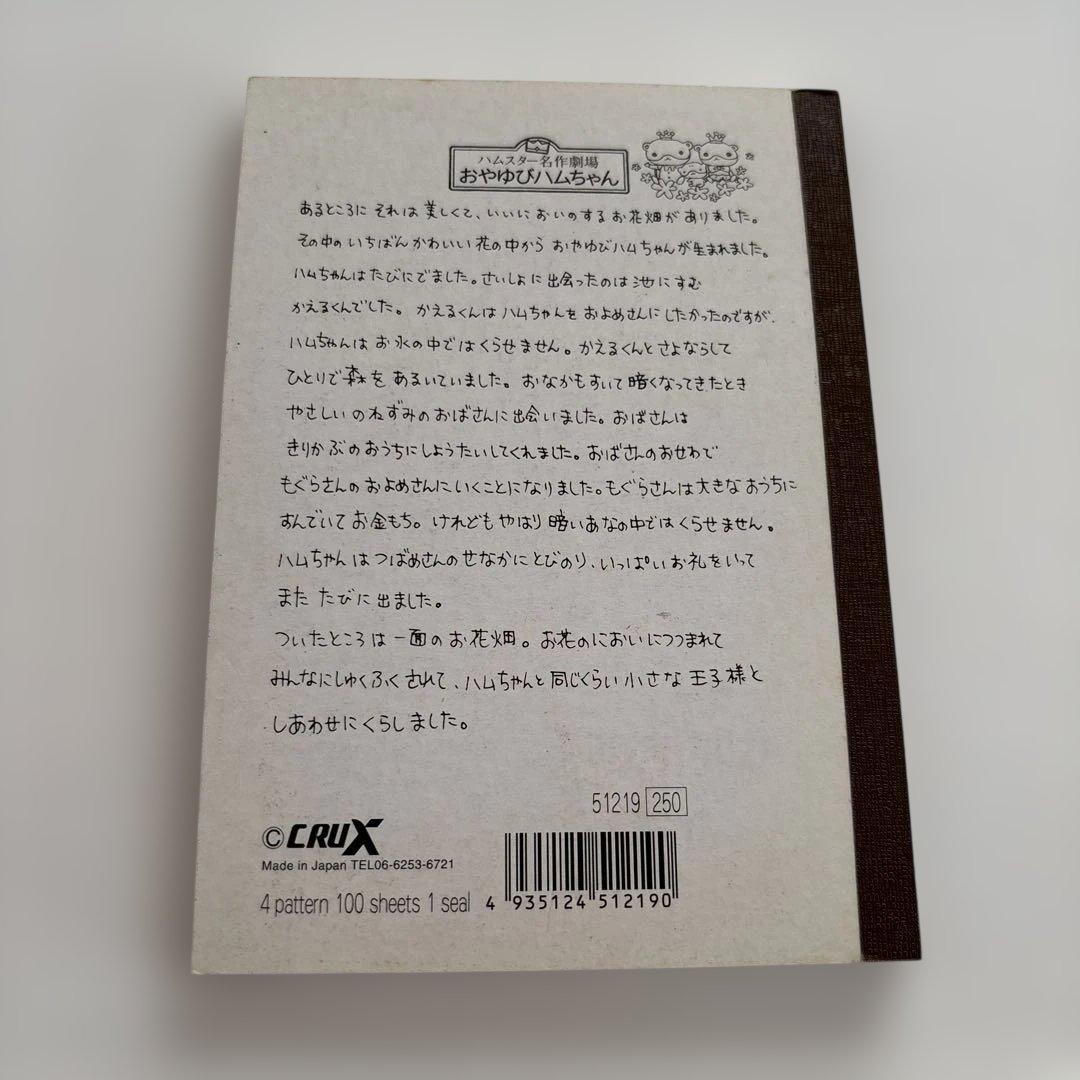 ハムスター名作劇場
おやゆびハムちゃん
あるところに それは 美しくて、いいにおいのする お花畑が ありました。
その中の いちばん かわいい 花の中から おやゆびハムちゃんが 生まれました。
ハムちゃんは たびにでました。さいしょに 出会ったのは 池にすむ
かえるくんでした。 かえるくんは ハムちゃんを およめさんに したかったのですが、
ハムちゃんは お水の中では くらせません。かえるくんと さよならして
ひとりで 森を あるいていました。 おなかもすいて 暗くなってきたとき
やさしい のねずみの おばさんに 出会いました。おばさんは
きりかぶの おうちに しょうたいしてくれました。おばさんの おせわで
もぐらさんの およめさんに いくことになりました。もぐらさんは 大きな おうちに
すんでいて お金もち。けれども やはり 暗い あなの中では くらせません。
ハムちゃんは つばめさんの せなかに とびのり、いっぱい お礼を いって
また たびに 出ました。
ついたところは 一面の お花畑。お花の においに つつまれて
みんなに しゅくふく されて、ハムちゃんと 同じくらい 小さな 王子様と
しあわせに くらしました。
51219 250
©CRUX
Made in Japan TEL06-6253-6721
4 pattern 100 sheets 1 seal
4 935124 512190